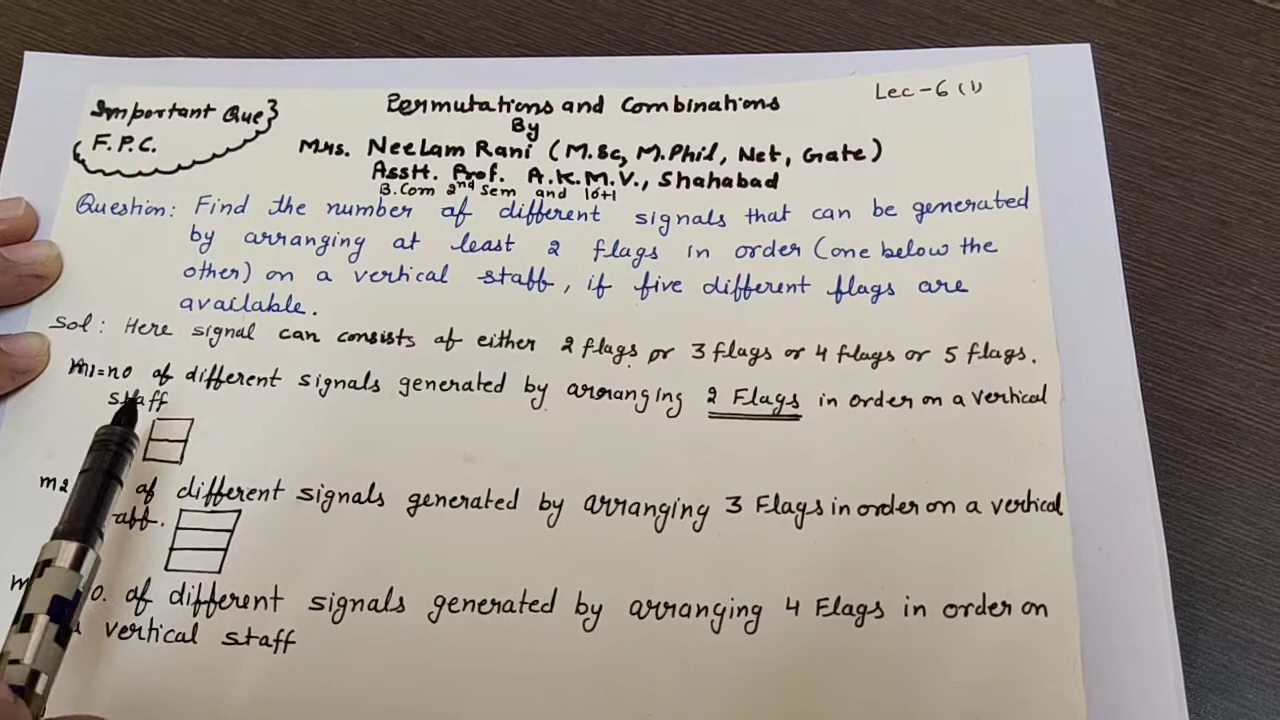 Important Que
F.P.C.
Lec-6(1)
Permutations and Combinations
By
Mrs. Neelam Rani (M.Sc, M.Phil, Net, Gate)
Asstt. Prof. A.K.M.V., Shahabad
B.Com 2nd Sem and 10+1
Question: Find the number of different signals that can be generated
by arranging at least 2 flags in order (one below the
other) on a vertical staff, if five different flags are
available.
Sol: Here signal can consists of either 2 flags or 3 flags or 4 flags or 5 flags.
m1=no of different signals generated by arranging 2 Flags in order on a vertical
staff
m2 of different signals generated by arranging 3 Flags in order on a vertical
aff.
m o. of different signals generated by arranging 4 Flags in order on
vertical staff